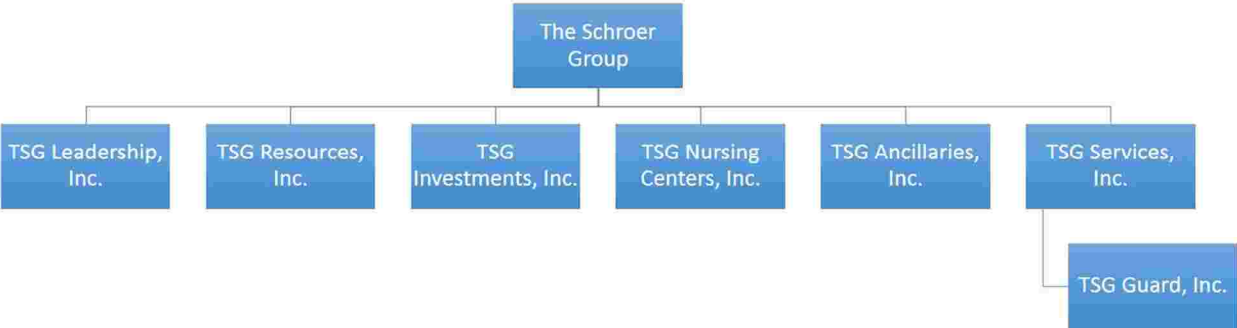 The Schroer
Group
TSG Leadership,
Inc.
TSG Resources,
Inc.
TSG
Investments, Inc.
TSG Nursing
Centers, Inc.
TSG Ancillaries,
Inc.
TSG Services,
Inc.
TSG Guard, Inc.